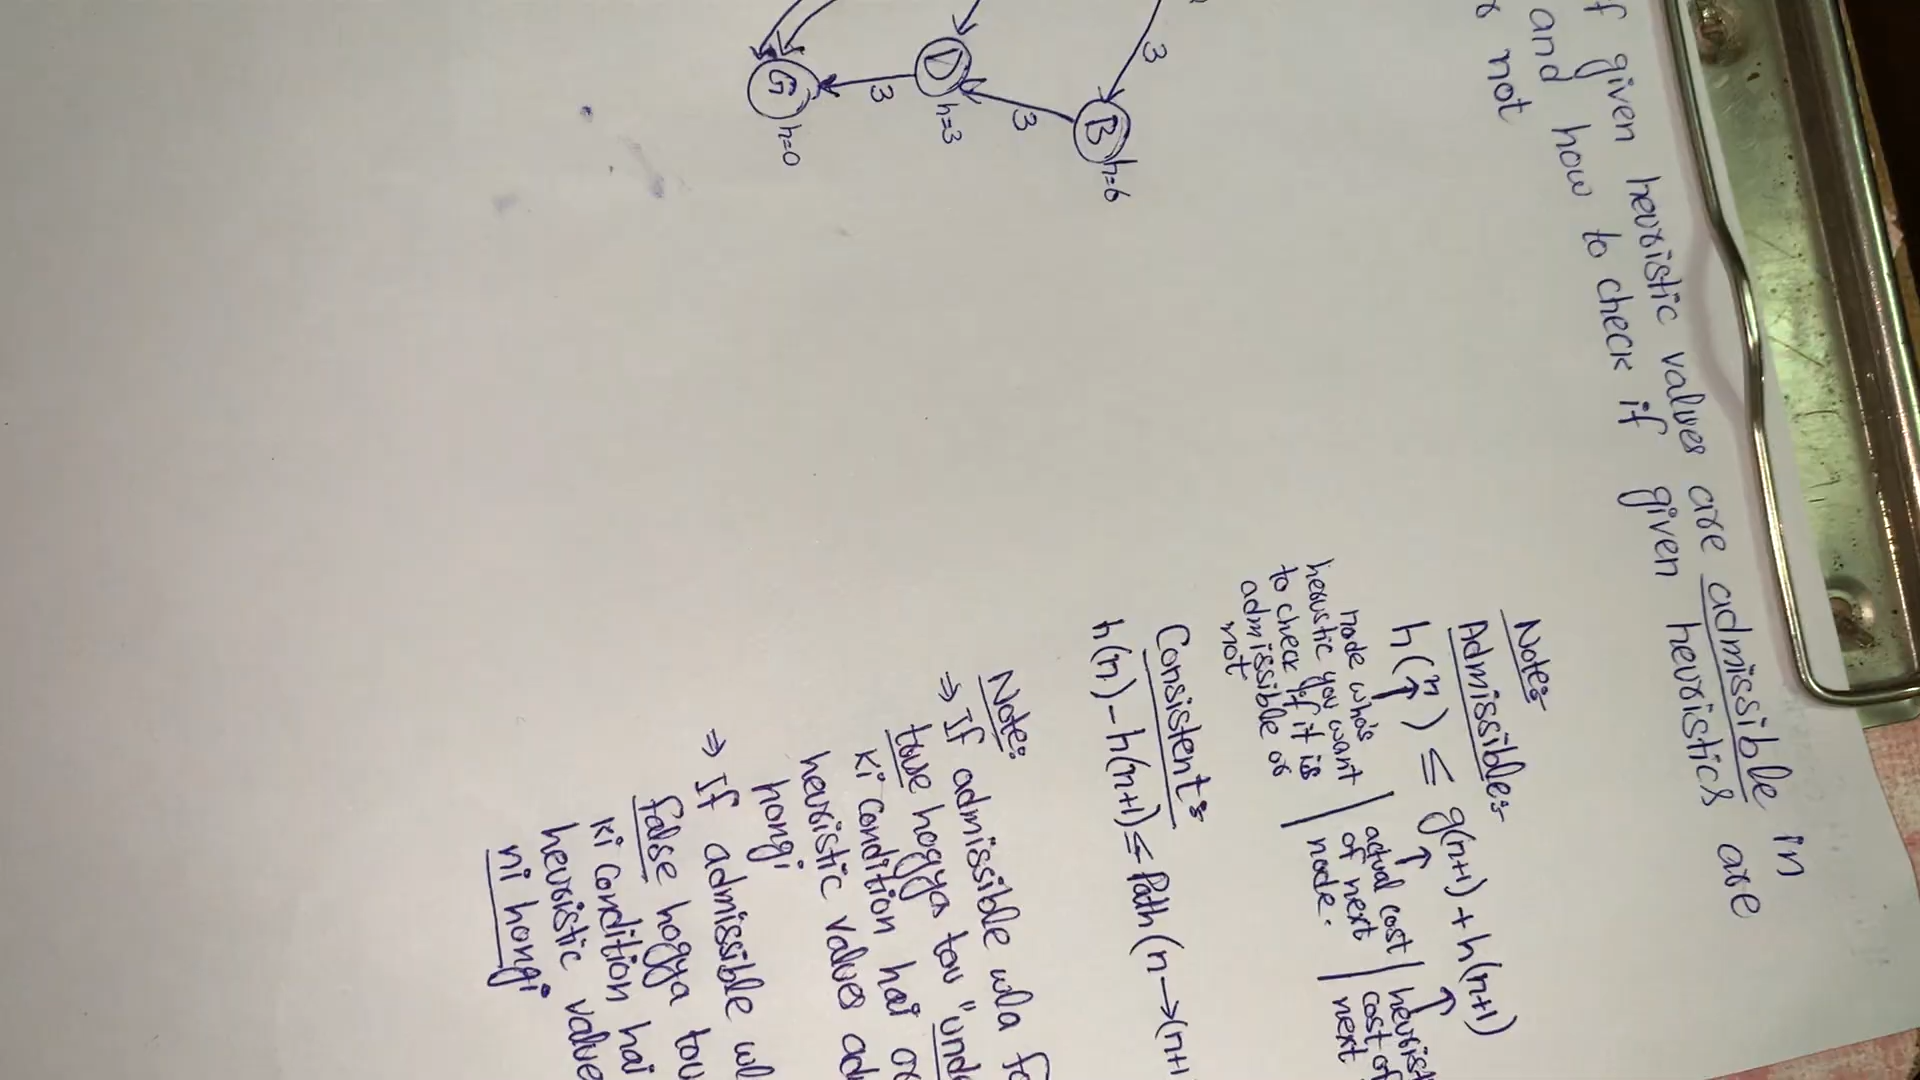 f given heuristic values are admissible in
and how to check if given heuristics are
not
3
B
h=6
3
D
h=3
3
G
h=0
Note:
Admissible:
h(n) ≤ g(n+1) + h(n+1)
node who's
heuristic you want
to check if it is
admissible or
not
actual cost
of next
node.
heurist
cost of
next
Consistent:
h(n) - h(n+1) ≤ Path (n → (n+1
Note:
⇒ If admissible wla fo
true hogya tou "unde
ki condition hai or
heuristic values ad
hongi
⇒ If admissible wl
false hogya tou
ki condition hai
heuristic value
ni hongi